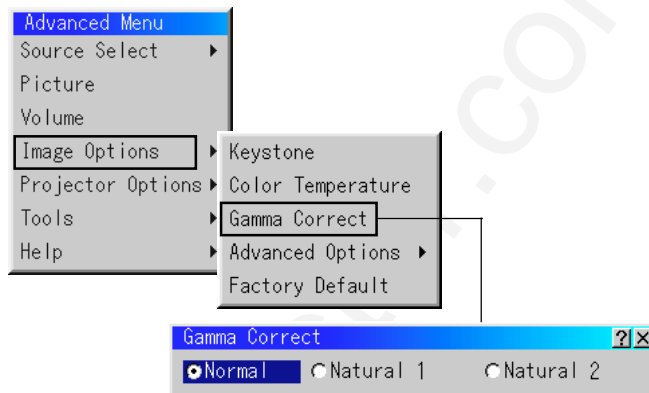 Advanced Menu
Source Select
Picture
Volume
Image Options
Projector Options
Tools
Help
Keystone
Color Temperature
Gamma Correct
Advanced Options
Factory Default
Gamma Correct
Normal Natural 1 Natural 2